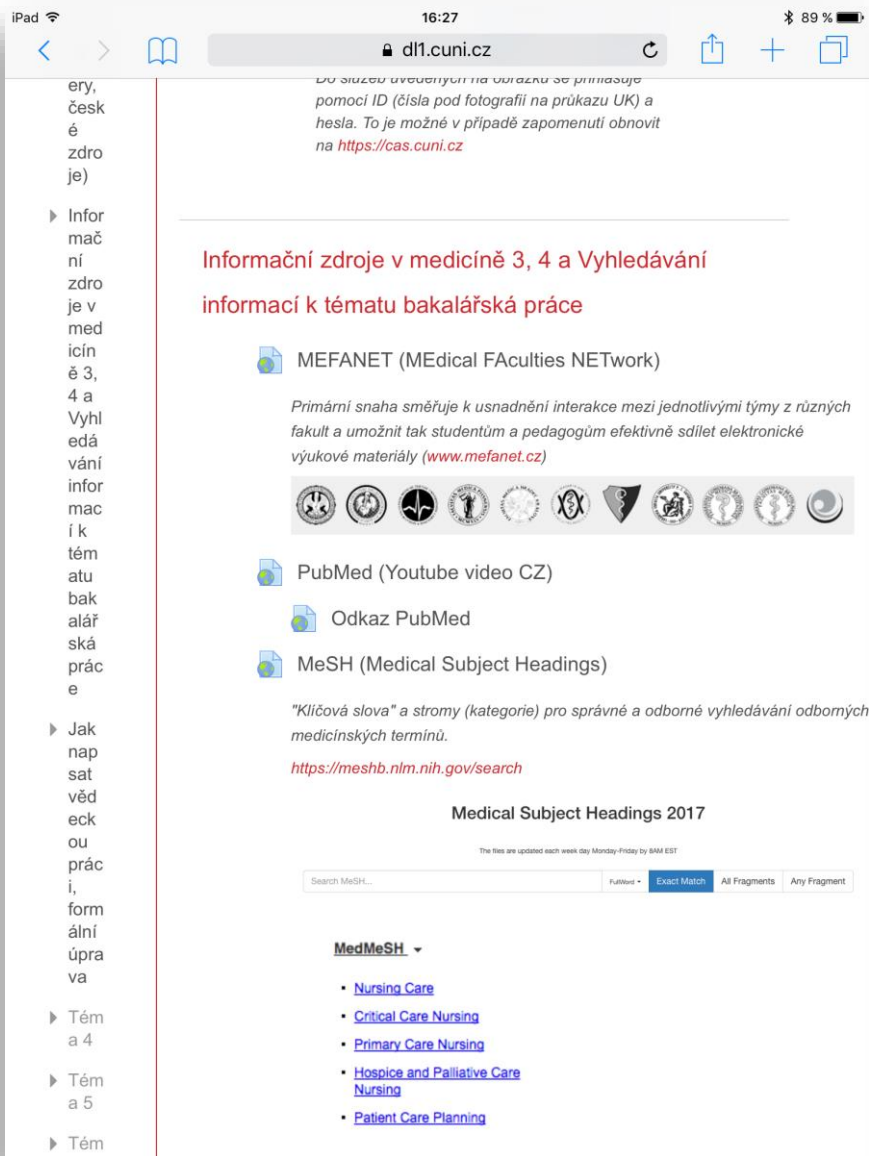 iPad
16:27
89 %
dl1.cuni.cz
ery,
česk
é
zdro
je)
Infor
mač
ní
zdro
je v
med
icín
ě 3,
4 a
Vyhl
edá
vání
infor
mac
í k
tém
atu
bak
alář
ská
prác
e
Jak
nap
sat
věd
eck
ou
prác
i,
form
ální
úpra
va
Tém
a 4
Tém
a 5
Tém
Do služeb uvedených na obrázku se přihlašuje
pomocí ID (čísla pod fotografií na průkazu UK) a
hesla. To je možné v případě zapomenutí obnovit
na https://cas.cuni.cz
Informační zdroje v medicíně 3, 4 a Vyhledávání
informací k tématu bakalářská práce
MEFANET (MEdical FAculties NETwork)
Primární snaha směřuje k usnadnění interakce mezi jednotlivými týmy z různých
fakult a umožnit tak studentům a pedagogům efektivně sdílet elektronické
výukové materiály (www.mefanet.cz)
PubMed (Youtube video CZ)
Odkaz PubMed
MeSH (Medical Subject Headings)
"Klíčová slova" a stromy (kategorie) pro správné a odborné vyhledávání odborných
medicínských termínů.
https://meshb.nlm.nih.gov/search
Medical Subject Headings 2017
The files are updated each week day Monday-Friday by 8AM EST
Search MeSH... FullWord Exact Match All Fragments Any Fragment
MedMeSH
Nursing Care
Critical Care Nursing
Primary Care Nursing
Hospice and Palliative Care
Nursing
Patient Care Planning